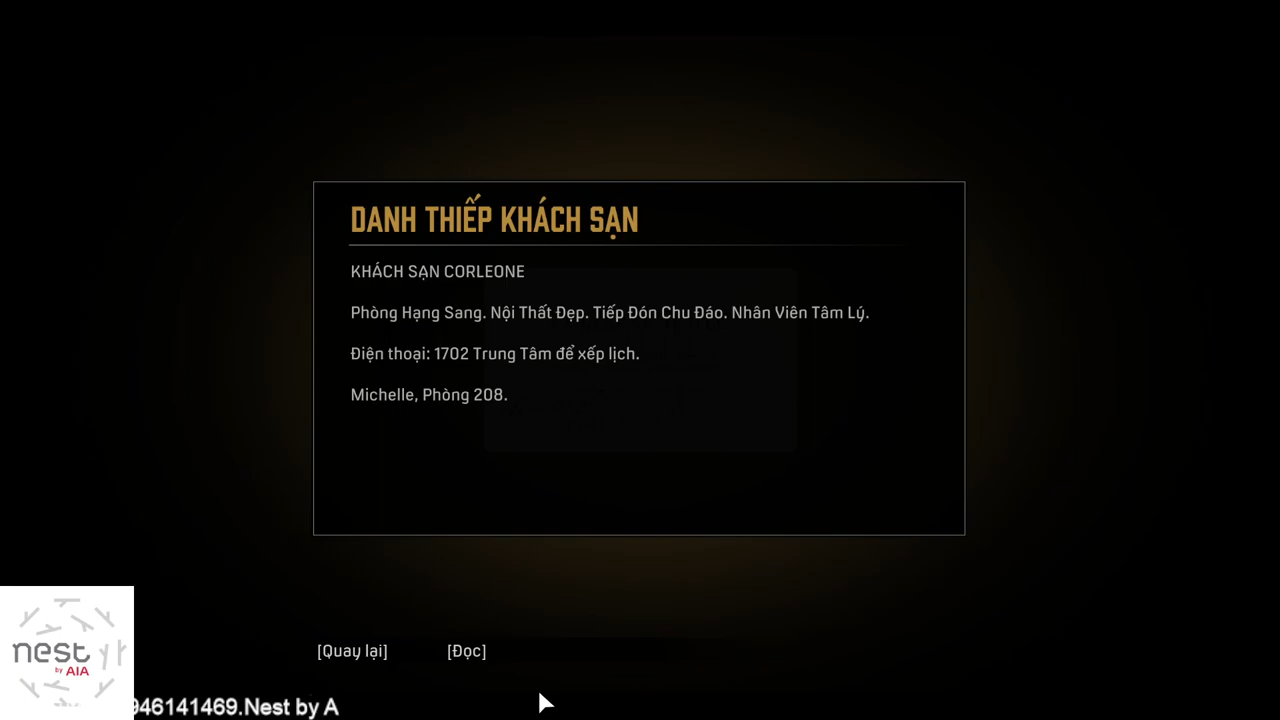 DANH THIẾP KHÁCH SẠN
KHÁCH SẠN CORLEONE
Phòng Hạng Sang. Nội Thất Đẹp. Tiếp Đón Chu Đáo. Nhân Viên Tâm Lý.
Điện thoại: 1702 Trung Tâm để xếp lịch.
Michelle, Phòng 208.
[Quay lại] [Đọc]
nest
by AIA
946141469.Nest by A